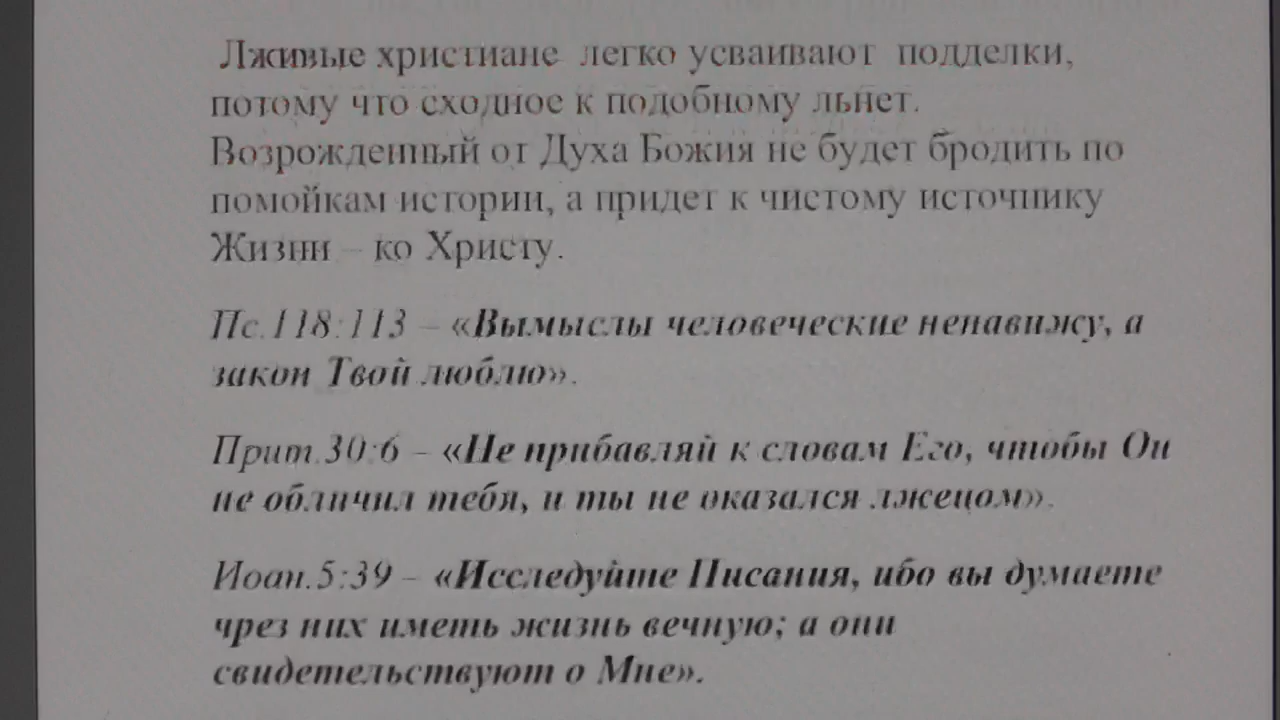 Лживые христиане легко усваивают подделки,
потому что сходное к подобному льнет.
Возрожденный от Духа Божия не будет бродить по
помойкам истории, а придет к чистому источнику
Жизни – ко Христу.
Пс.118:113 – «Вымыслы человеческие ненавижу, а
закон Твой люблю».
Прит.30:6 – «Не прибавляй к словам Его, чтобы Он
не обличил тебя, и ты не оказался лжецом».
Иоан.5:39 – «Исследуйте Писания, ибо вы думаете
чрез них иметь жизнь вечную; а они
свидетельствуют о Мне».